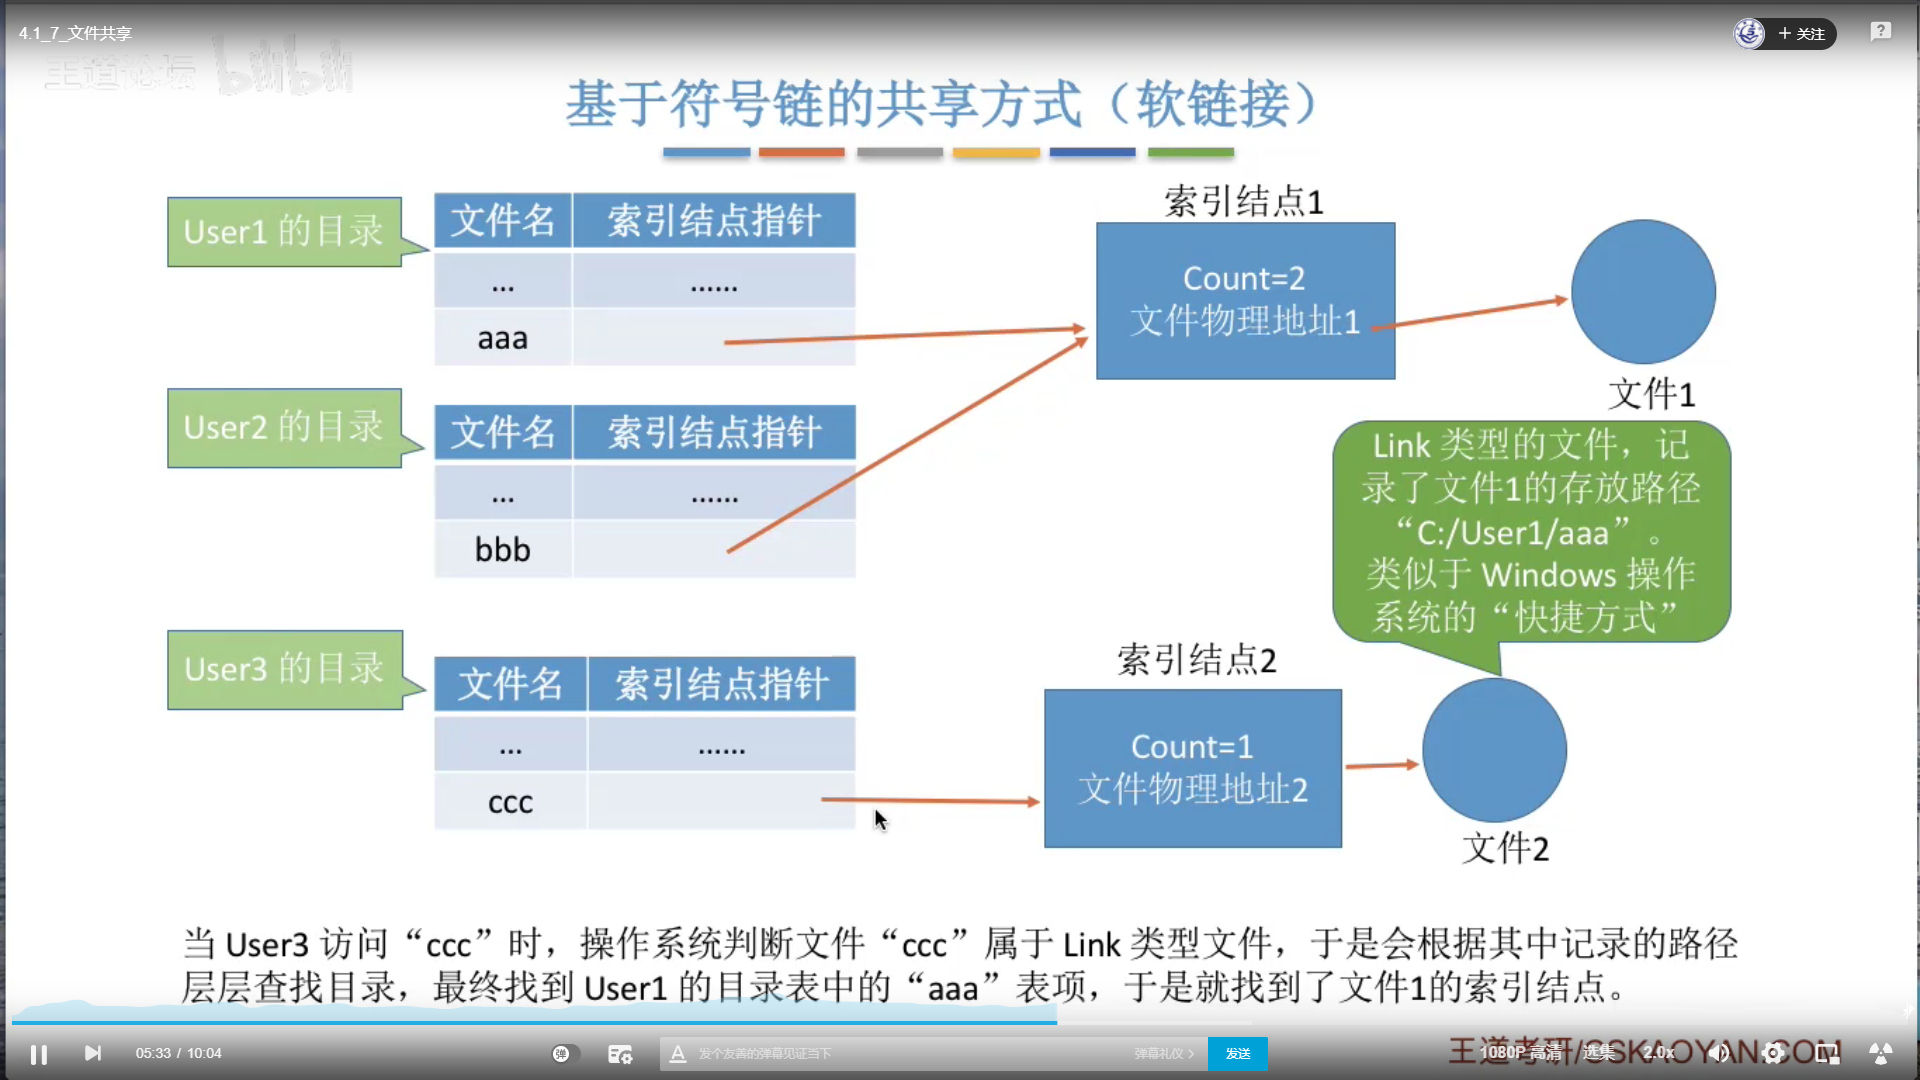 4.1_7_文件共享
+ 关注
王道论坛 bilibili
基于符号链的共享方式（软链接）
User1 的目录
文件名 索引结点指针
... ......
aaa
User2 的目录
文件名 索引结点指针
... ......
bbb
User3 的目录
文件名 索引结点指针
... ......
ccc
索引结点1
Count=2
文件物理地址1
文件1
Link 类型的文件，记
录了文件1的存放路径
“C:/User1/aaa”。
类似于 Windows 操作
系统的“快捷方式”
索引结点2
Count=1
文件物理地址2
文件2
当 User3 访问“ccc”时，操作系统判断文件“ccc”属于 Link 类型文件，于是会根据其中记录的路径
层层查找目录，最终找到 User1 的目录表中的“aaa”表项，于是就找到了文件1的索引结点。
05:33 / 10:04
弹
A 发个友善的弹幕见证当下
弹幕礼仪 >
发送
王道考研/CSKAOYAN.COM
1080P 高清 选集 2.0x